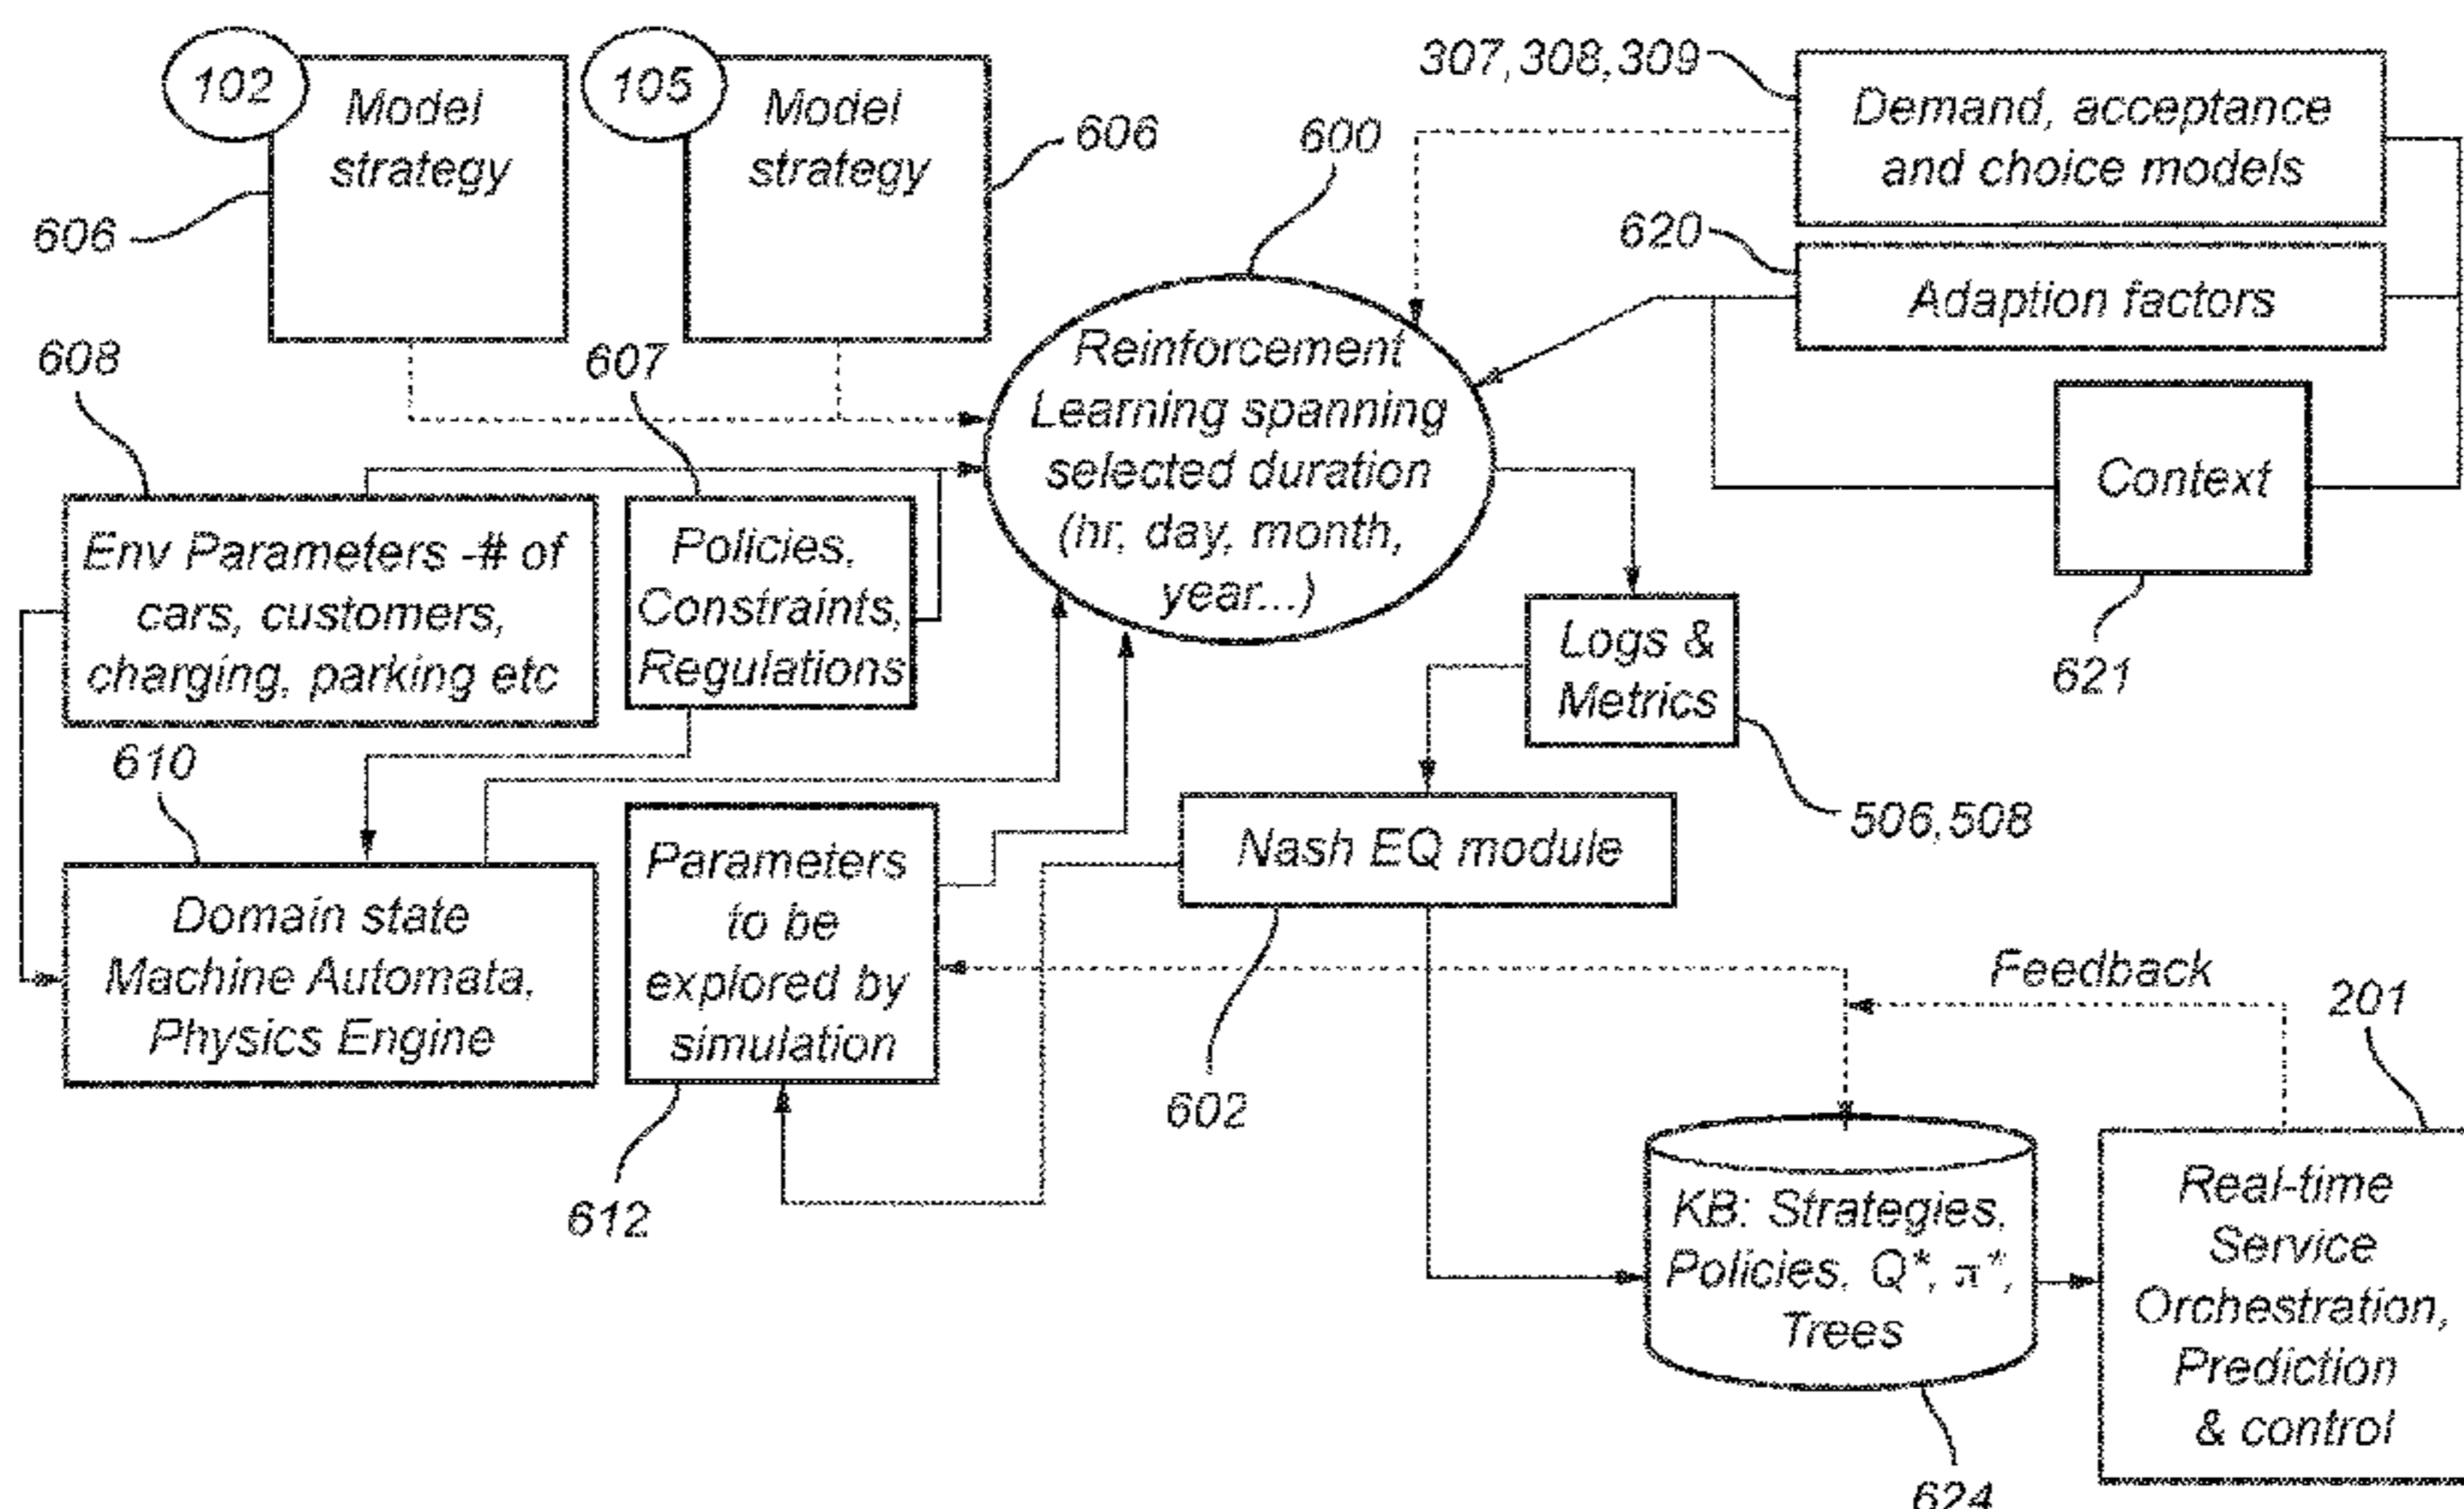 102
Model
strategy
606
105
Model
strategy
606
600
307,308,309
Demand, acceptance
and choice models
620
Adaption factors
Context
621
608
Env Parameters -# of
cars, customers,
charging, parking etc
607
Policies,
Constraints,
Regulations
Reinforcement
Learning spanning
selected duration
(hr, day, month,
year...)
Logs &
Metrics
506,508
610
Domain state
Machine Automata,
Physics Engine
Parameters
to be
explored by
simulation
612
Nash EQ module
602
Feedback
201
KB: Strategies,
Policies, Q*, π*,
Trees
624
Real-time
Service
Orchestration,
Prediction
& control